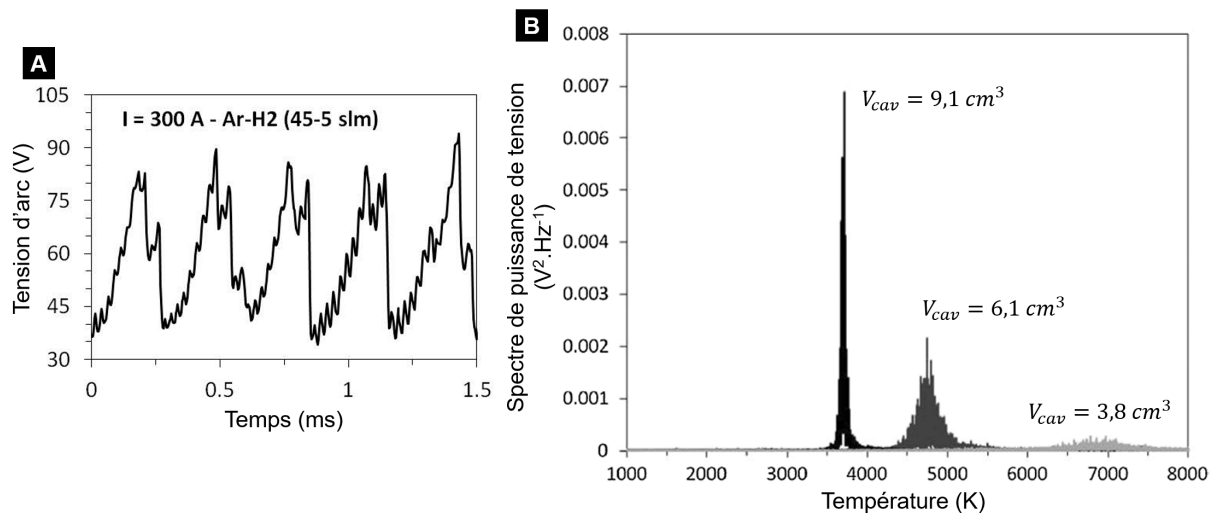 A
105
90
75
60
45
30
Tension d'arc (V)
I = 300 A - Ar-H2 (45-5 slm)
0
0.5
1
1.5
Temps (ms)
B
0.008
0.007
0.006
0.005
0.004
0.003
0.002
0.001
0
Spectre de puissance de tension
(V².Hz⁻¹)
V_cav = 9,1 cm³
V_cav = 6,1 cm³
V_cav = 3,8 cm³
1000
2000
3000
4000
5000
6000
7000
8000
Température (K)